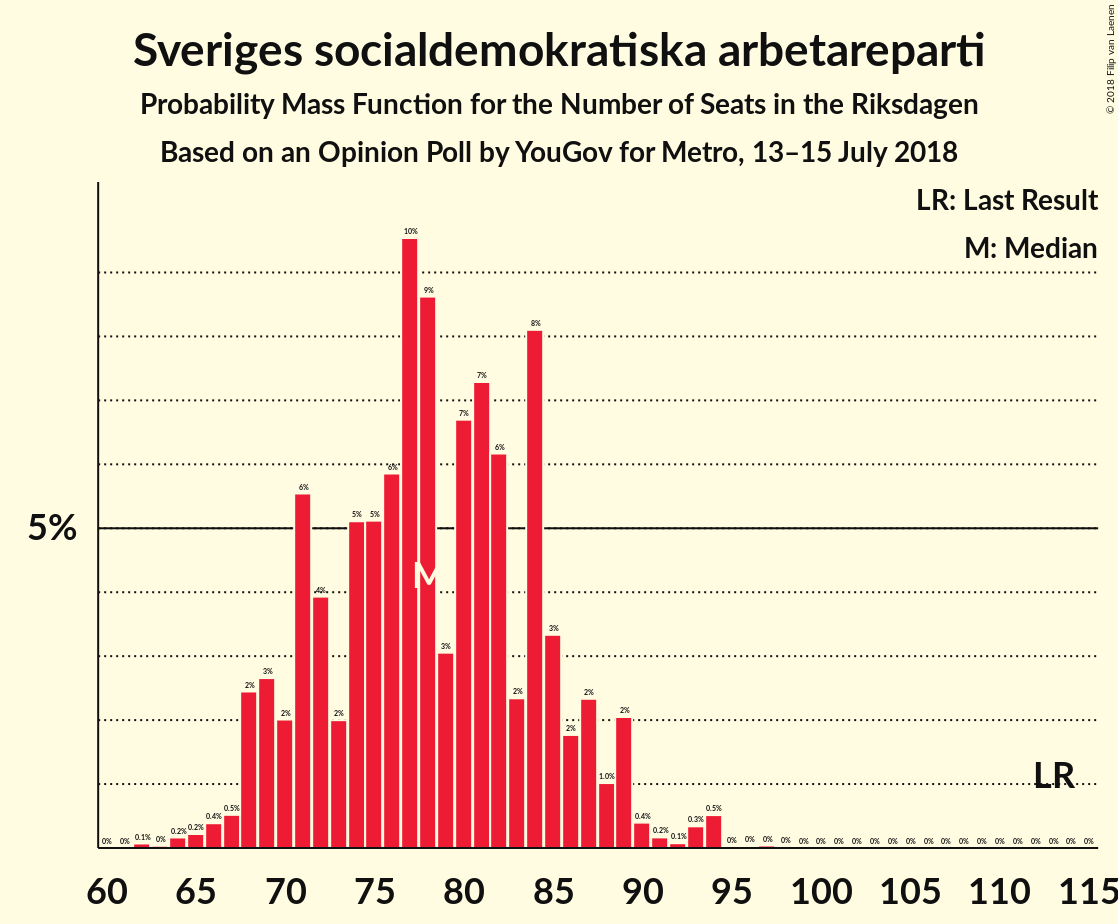 Sveriges socialdemokratiska arbetareparti
Probability Mass Function for the Number of Seats in the Riksdagen
Based on an Opinion Poll by YouGov for Metro, 13–15 July 2018
© 2018 Filip van Laenen
LR: Last Result
M: Median
5%
0% 0% 0.1% 0% 0.2% 0.2% 0.4% 0.5% 2% 3% 2% 6% 4% 2% 5% 5% 6% 10% 9% 3% 7% 7% 6% 2% 8% 3% 2% 2% 1.0% 2% 0.4% 0.2% 0.1% 0.3% 0.5% 0% 0% 0% 0% 0% 0% 0% 0% 0% 0% 0% 0% 0% 0% 0% 0% 0% 0% 0% 0% 0%
M
LR
60 65 70 75 80 85 90 95 100 105 110 115